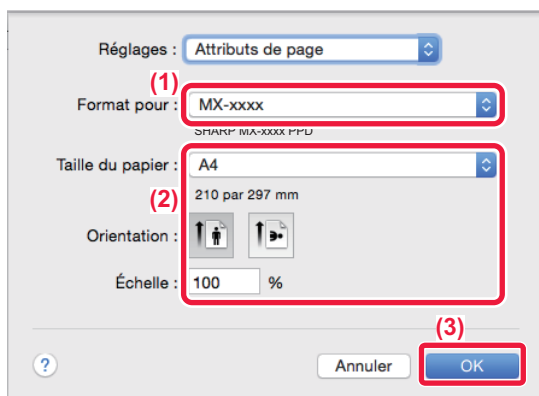 Réglages : Attributs de page
(1)
Format pour : MX-xxxx
SHARP MX-xxxx PPD
Taille du papier : A4
(2) 210 par 297 mm
Orientation :
Échelle : 100 %
(3)
? Annuler OK